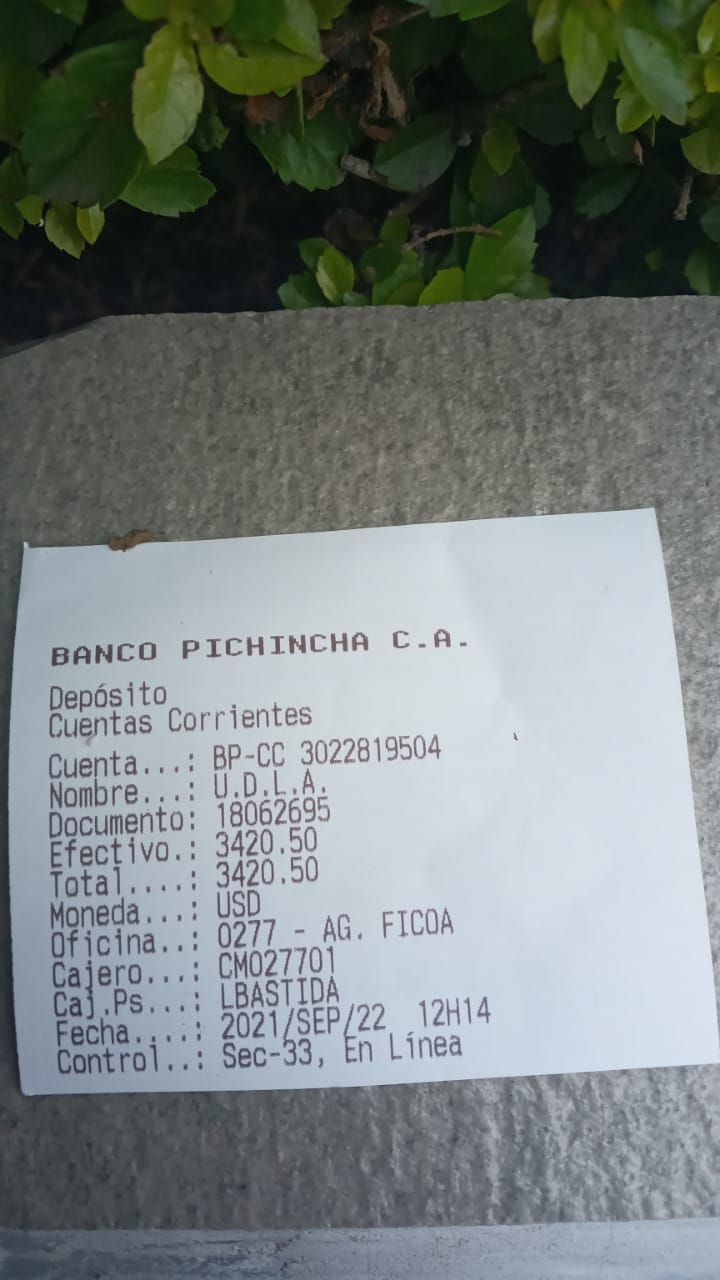 BANCO PICHINCHA C.A.
Depósito
Cuentas Corrientes
Cuenta...: BP-CC 3022819504
Nombre...: U.D.L.A.
Documento: 18062695
Efectivo.: 3420.50
Total....: 3420.50
Moneda...: USD
Oficina..: 0277 - AG. FICOA
Cajero...: CM027701
Caj.Ps...: LBASTIDA
Fecha....: 2021/SEP/22 12H14
Control..: Sec-33, En Línea